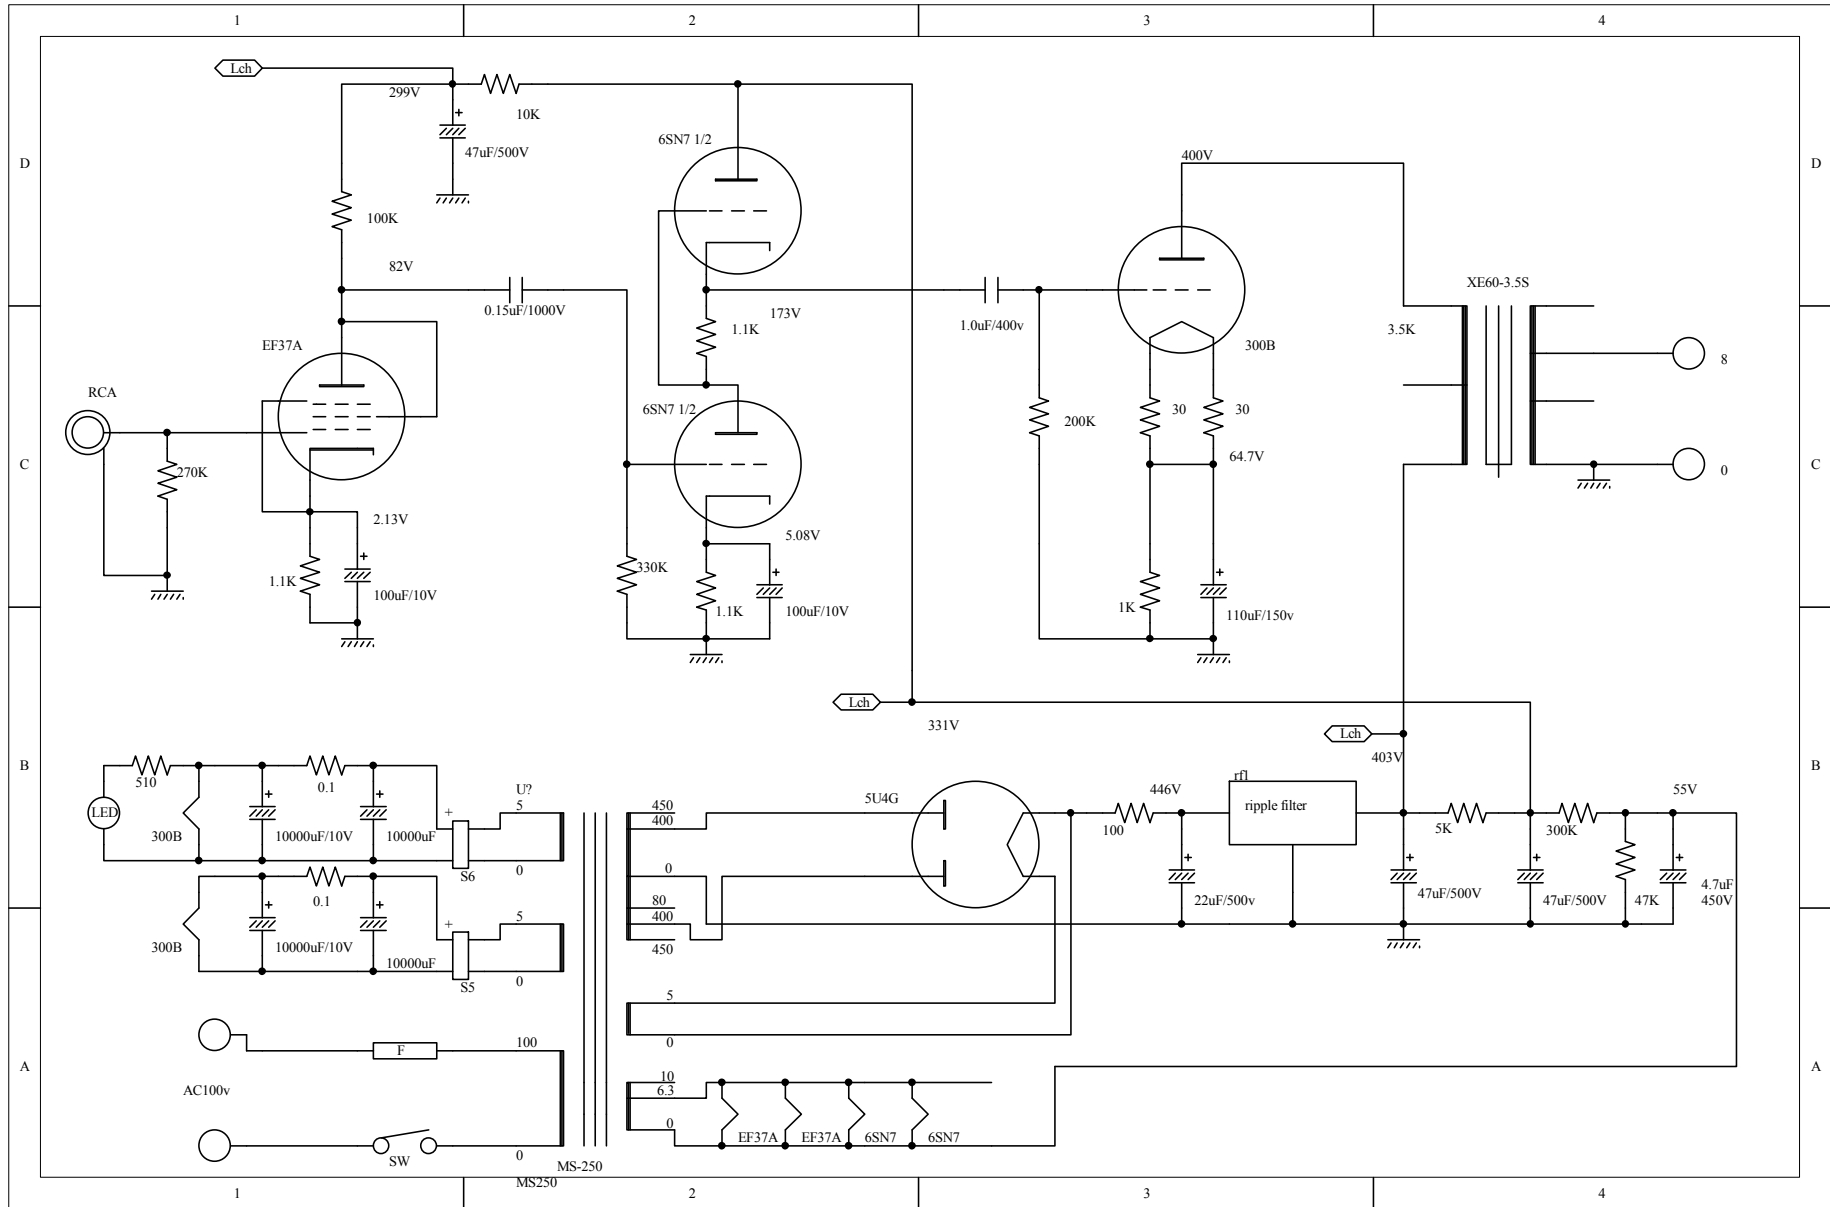 1 2 3 4
Lch
299V
10K
6SN7 1/2
400V
D D
47uF/500V
100K
82V
XE60-3.5S
0.15uF/1000V
173V
1.0uF/400v
1.1K
3.5K
EF37A
300B
8
RCA
6SN7 1/2
30 30
200K
64.7V
C C
270K
0
2.13V
5.08V
330K
1.1K
100uF/10V
1.1K
100uF/10V
1K
110uF/150v
Lch
331V
Lch
403V
B B
510
0.1
U?
5
450
400
5U4G
446V
rf1
ripple filter
55V
LED
300B
10000uF/10V
10000uF
+
100
5K
300K
S6
0
0
0.1
80
22uF/500v
47uF/500V
47uF/500V
47K
4.7uF
450V
+
5
400
300B
10000uF/10V
10000uF
450
S5
0
5
100
0
F
A A
10
6.3
AC100v
0
EF37A EF37A 6SN7 6SN7
SW
0
MS-250
MS250
1 2 3 4